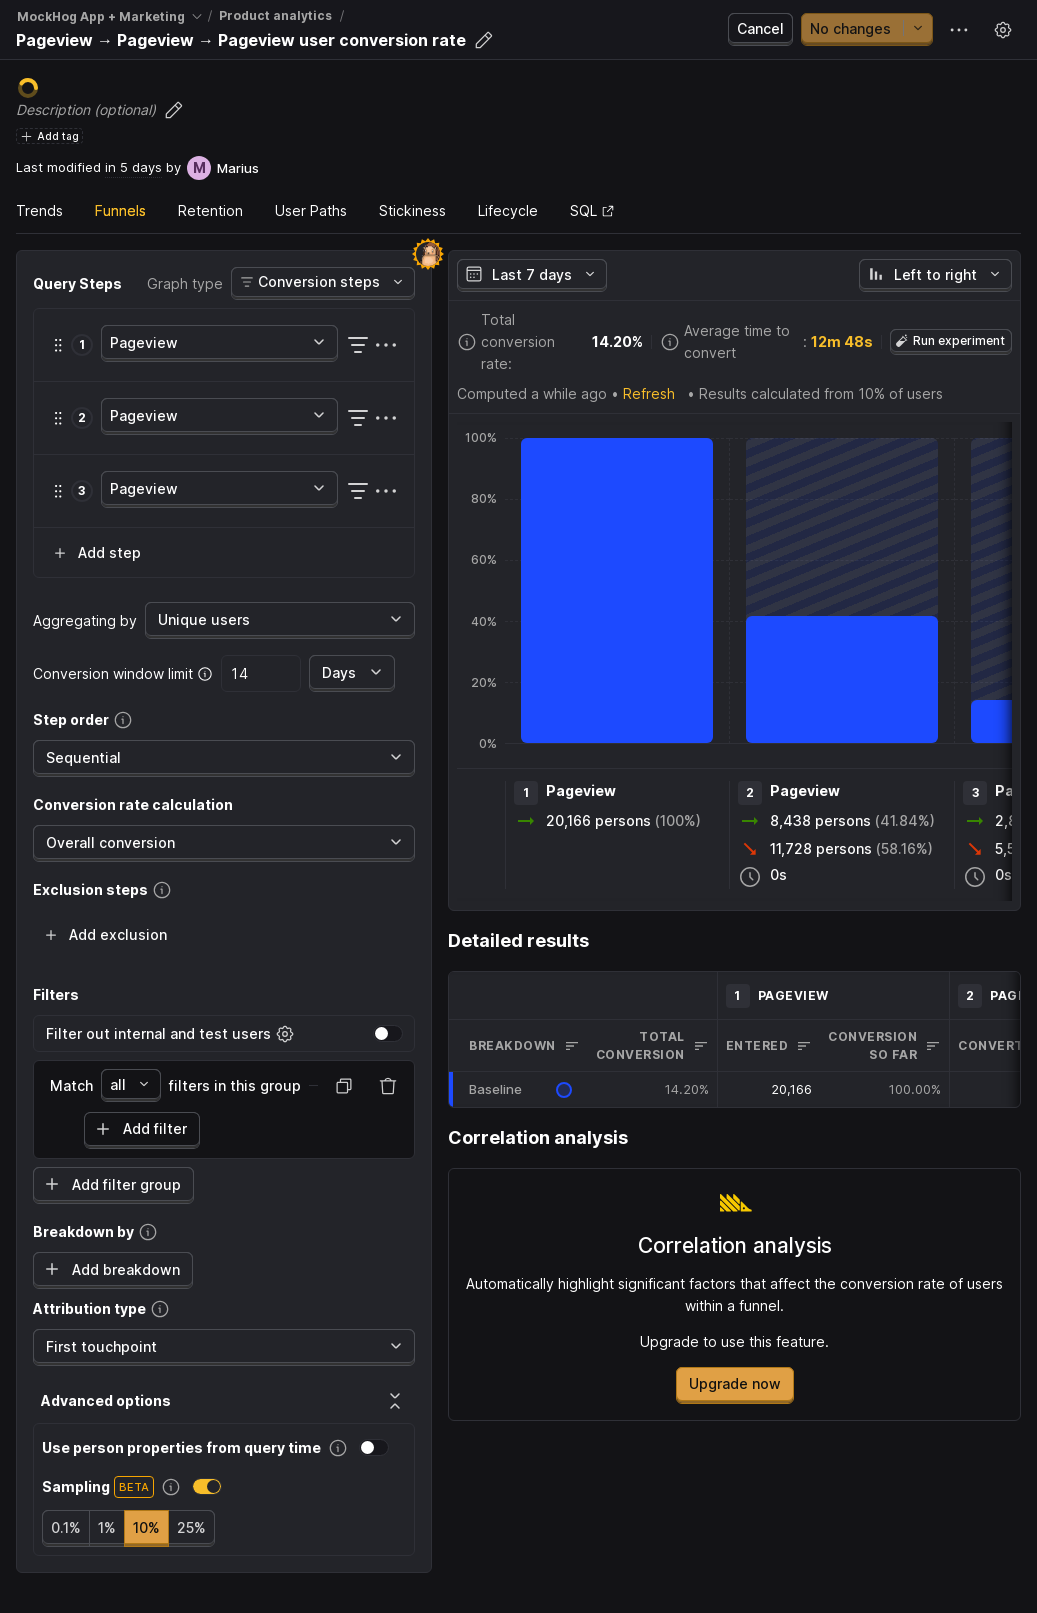 MockHog App + Marketing / Product analytics /
Pageview → Pageview → Pageview user conversion rate
Cancel
No changes
Description (optional)
Add tag
Last modified in 5 days by M Marius
Trends Funnels Retention User Paths Stickiness Lifecycle SQL
Query Steps Graph type Conversion steps
1 Pageview
2 Pageview
3 Pageview
Add step
Aggregating by Unique users
Conversion window limit 14 Days
Step order
Sequential
Conversion rate calculation
Overall conversion
Exclusion steps
Add exclusion
Filters
Filter out internal and test users
Match all filters in this group
Add filter
Add filter group
Breakdown by
Add breakdown
Attribution type
First touchpoint
Advanced options
Use person properties from query time
Sampling BETA
0.1% 1% 10% 25%
Last 7 days
Left to right
Total conversion rate: 14.20%
Average time to convert : 12m 48s
Run experiment
Computed a while ago • Refresh • Results calculated from 10% of users
100%
80%
60%
40%
20%
0%
1 Pageview
20,166 persons (100%)
2 Pageview
8,438 persons (41.84%)
11,728 persons (58.16%)
0s
3 Pa
2,8
5,5
0s
Detailed results
1 PAGEVIEW 2 PAGE
BREAKDOWN TOTAL CONVERSION ENTERED CONVERSION SO FAR CONVERT
Baseline 14.20% 20,166 100.00%
Correlation analysis
Correlation analysis
Automatically highlight significant factors that affect the conversion rate of users
within a funnel.
Upgrade to use this feature.
Upgrade now